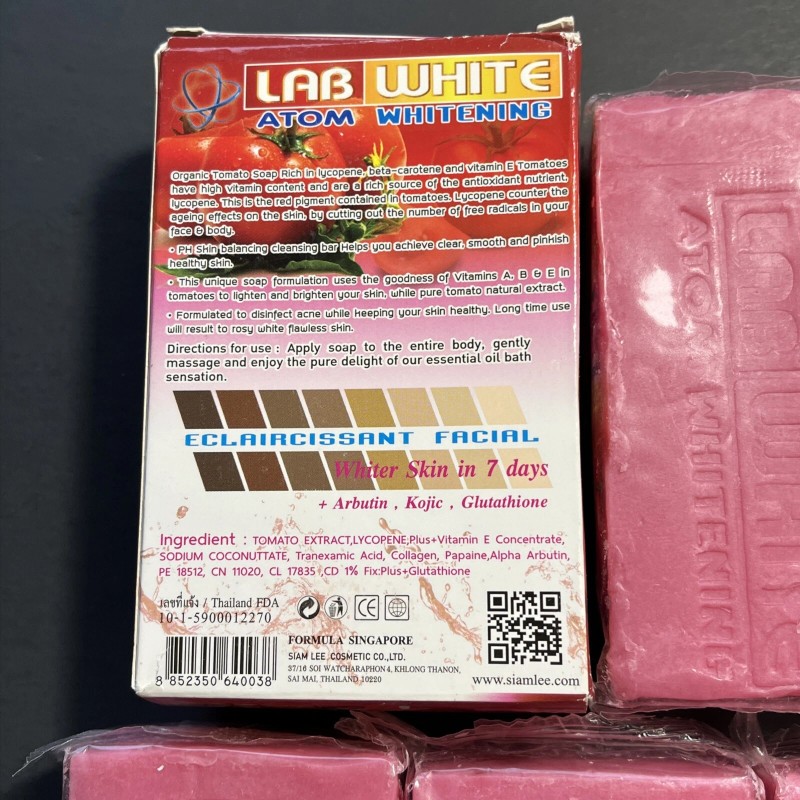 LAB WHITE
ATOM WHITENING
Organic Tomato Soap Rich in lycopene, beta-carotene and vitamin E Tomatoes
have high vitamin content and are a rich source of the antioxidant nutrient,
lycopene. This is the red pigment contained in tomatoes. Lycopene counter the
ageing effects on the skin, by cutting out the number of free radicals in your
face & body.
• PH Skin balancing cleansing bar Helps you achieve clear, smooth and pinkish
healthy skin.
• This unique soap formulation uses the goodness of Vitamins A, B & E in
tomatoes to lighten and brighten your skin, while pure tomato natural extract.
• Formulated to disinfect acne while keeping your skin healthy. Long time use
will result to rosy white flawless skin.
Directions for use : Apply soap to the entire body, gently
massage and enjoy the pure delight of our essential oil bath
sensation.
ECLAIRCISSANT FACIAL
Whiter Skin in 7 days
+ Arbutin , Kojic , Glutathione
Ingredient : TOMATO EXTRACT,LYCOPENE,Plus+Vitamin E Concentrate,
SODIUM COCONUTTATE, Tranexamic Acid, Collagen, Papaine,Alpha Arbutin,
PE 18512, CN 11020, CL 17835 ,CD 1% Fix:Plus+Glutathione
เลขที่แจ้ง / Thailand FDA
10-1-5900012270
CE
FORMULA SINGAPORE
SIAM LEE COSMETIC CO.,LTD.
37/16 SOI WATCHARAPHON 4, KHLONG THANON,
SAI MAI, THAILAND 10220
8 852350 640038
www.siamlee.com
ATOM WHITENING